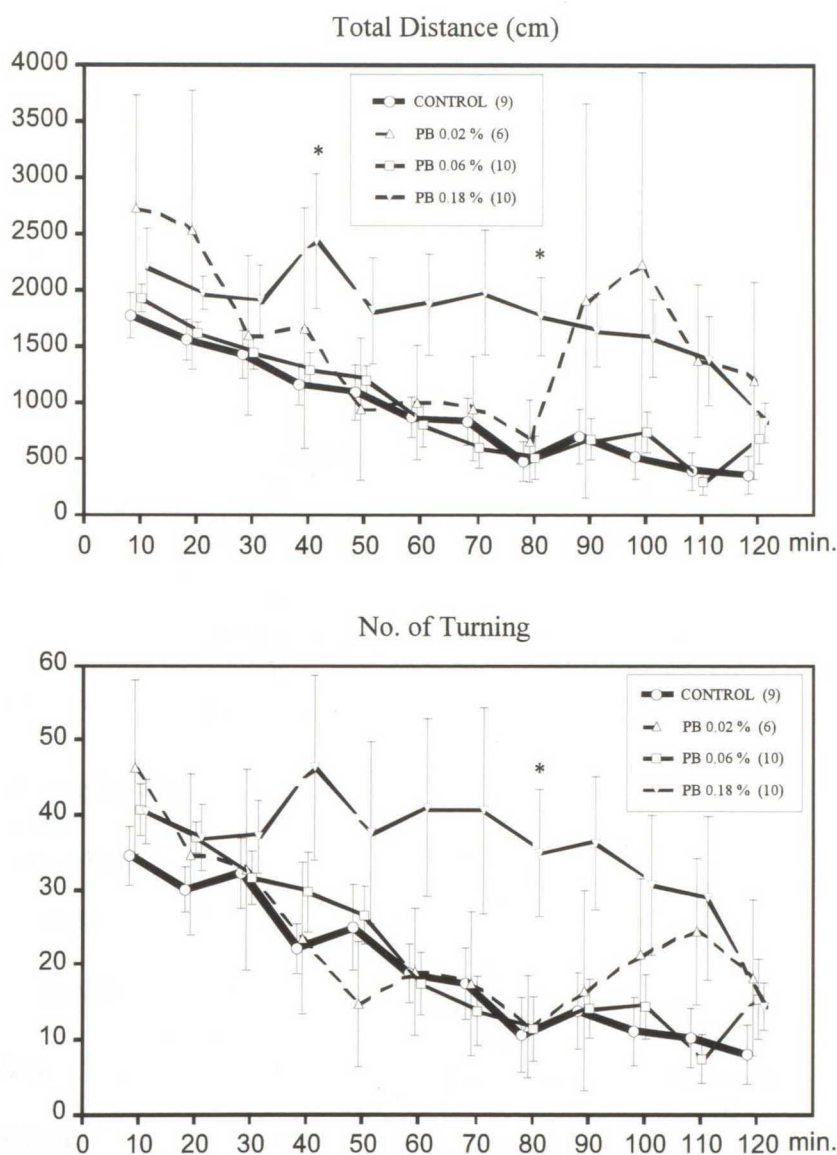 Total Distance (cm)
4000
3500
3000
2500
2000
1500
1000
500
0
CONTROL (9)
PB 0.02 % (6)
PB 0.06 % (10)
PB 0.18 % (10)
*
*
0 10 20 30 40 50 60 70 80 90 100 110 120 min.
No. of Turning
60
50
40
30
20
10
0
CONTROL (9)
PB 0.02 % (6)
PB 0.06 % (10)
PB 0.18 % (10)
*
0 10 20 30 40 50 60 70 80 90 100 110 120 min.